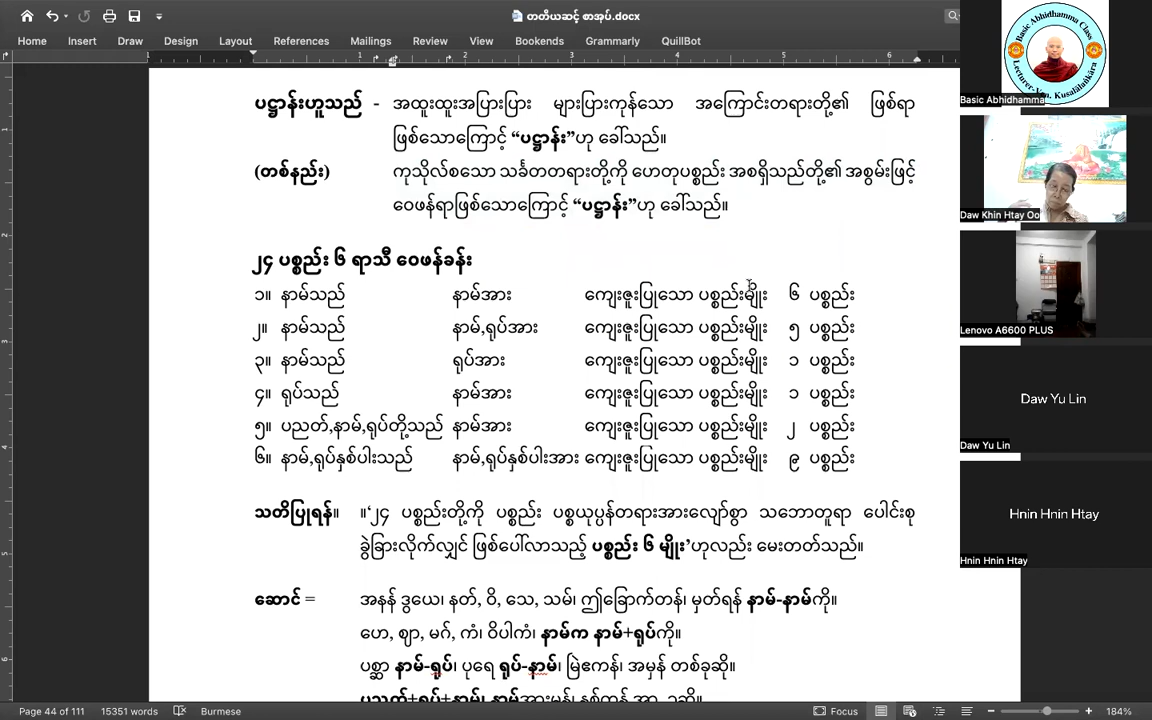 တတိယဆင့် စာအုပ်.docx
Home Insert Draw Design Layout References Mailings Review View Bookends Grammarly QuillBot
ပဋ္ဌာန်းဟူသည် - အထူးထူးအပြားပြား များပြားကုန်သော အကြောင်းတရားတို့၏ ဖြစ်ရာ
ဖြစ်သောကြောင့် “ပဋ္ဌာန်း”ဟု ခေါ်သည်။
(တစ်နည်း) ကုသိုလ်စသော သင်္ခတတရားတို့ကို ဟေတုပစ္စည်း အစရှိသည်တို့၏ အစွမ်းဖြင့်
ဝေဖန်ရာဖြစ်သောကြောင့် “ပဋ္ဌာန်း”ဟု ခေါ်သည်။
၂၄ ပစ္စည်း ၆ ရာသီ ဝေဖန်ခန်း
၁။ နာမ်သည် နာမ်အား ကျေးဇူးပြုသော ပစ္စည်းမျိုး ၆ ပစ္စည်း
၂။ နာမ်သည် နာမ်,ရုပ်အား ကျေးဇူးပြုသော ပစ္စည်းမျိုး ၅ ပစ္စည်း
၃။ နာမ်သည် ရုပ်အား ကျေးဇူးပြုသော ပစ္စည်းမျိုး ၁ ပစ္စည်း
၄။ ရုပ်သည် နာမ်အား ကျေးဇူးပြုသော ပစ္စည်းမျိုး ၁ ပစ္စည်း
၅။ ပညတ်,နာမ်,ရုပ်တို့သည် နာမ်အား ကျေးဇူးပြုသော ပစ္စည်းမျိုး ၂ ပစ္စည်း
၆။ နာမ်,ရုပ်နှစ်ပါးသည် နာမ်,ရုပ်နှစ်ပါးအား ကျေးဇူးပြုသော ပစ္စည်းမျိုး ၉ ပစ္စည်း
သတိပြုရန်။ ။‘၂၄ ပစ္စည်းတို့ကို ပစ္စည်း ပစ္စယုပ္ပန်တရားအားလျော်စွာ သဘောတူရာ ပေါင်းစု
ခွဲခြားလိုက်လျှင် ဖြစ်ပေါ်လာသည့် ပစ္စည်း ၆ မျိုး’ဟုလည်း မေးတတ်သည်။
ဆောင် = အနန် ဒွယေ၊ နတ်, ဝိ, သေ, သမ်၊ ဤခြောက်တန်၊ မှတ်ရန် နာမ်-နာမ်ကို။
ဟေ, ဈာ, မဂ်, ကံ၊ ဝိပါကံ၊ နာမ်က နာမ်+ရုပ်ကို။
ပစ္ဆာ နာမ်-ရုပ်၊ ပုရေ ရုပ်-နာမ်၊ မြဲဧကန်၊ အမှန် တစ်ခုဆို။
Page 44 of 111 15351 words Burmese Focus 184%
Basic Abhidhamma Class
Lecturer-Ven. Kusalālaṅkāra
Basic Abhidhamma
Daw Khin Htay Oo
Lenovo A6600 PLUS
Daw Yu Lin
Daw Yu Lin
Hnin Hnin Htay
Hnin Hnin Htay